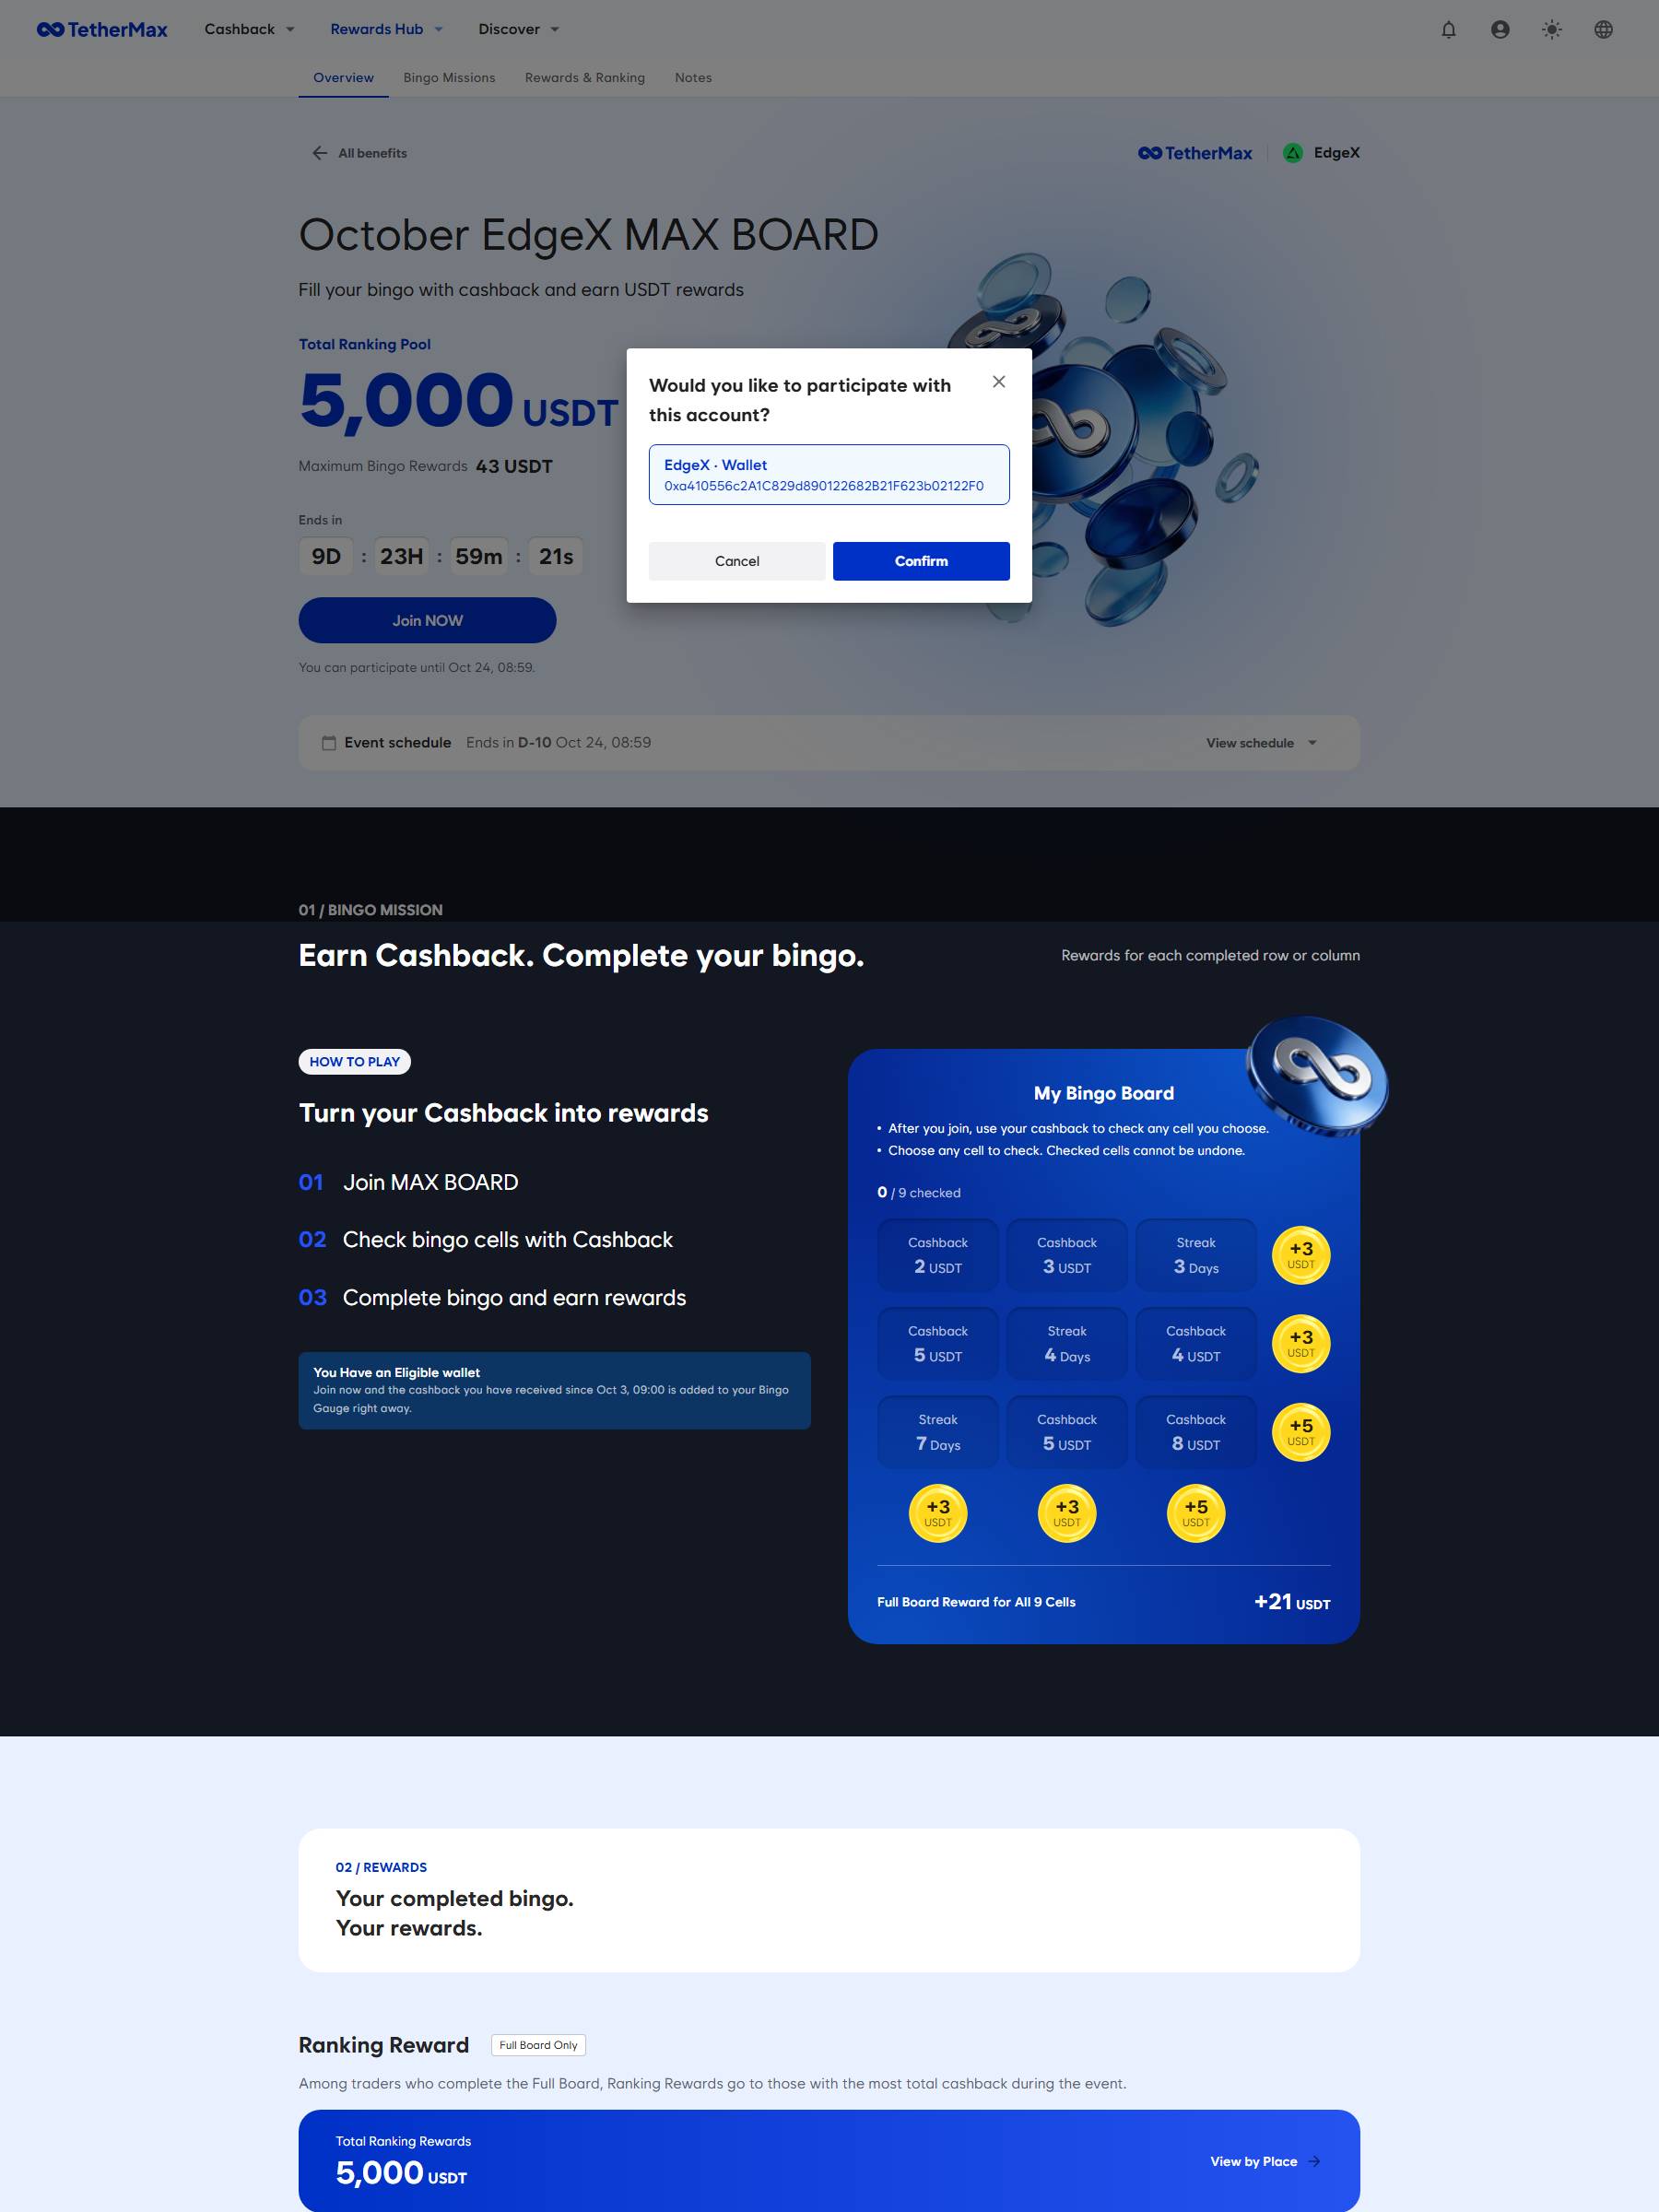 TetherMax
Cashback
Rewards Hub
Discover
Overview
Bingo Missions
Rewards & Ranking
Notes
All benefits
TetherMax
EdgeX
October EdgeX MAX BOARD
Fill your bingo with cashback and earn USDT rewards
Total Ranking Pool
5,000 USDT
Maximum Bingo Rewards 43 USDT
Ends in
9D : 23H : 59m : 21s
Join NOW
You can participate until Oct 24, 08:59.
Would you like to participate with
this account?
EdgeX · Wallet
0xa410556c2A1C829d890122682B21F623b02122F0
Cancel
Confirm
Event schedule Ends in D-10 Oct 24, 08:59
View schedule
01 / BINGO MISSION
Earn Cashback. Complete your bingo.
Rewards for each completed row or column
HOW TO PLAY
Turn your Cashback into rewards
01 Join MAX BOARD
02 Check bingo cells with Cashback
03 Complete bingo and earn rewards
You Have an Eligible wallet
Join now and the cashback you have received since Oct 3, 09:00 is added to your Bingo
Gauge right away.
My Bingo Board
• After you join, use your cashback to check any cell you choose.
• Choose any cell to check. Checked cells cannot be undone.
0 / 9 checked
Cashback
2 USDT
Cashback
3 USDT
Streak
3 Days
+3
USDT
Cashback
5 USDT
Streak
4 Days
Cashback
4 USDT
+3
USDT
Streak
7 Days
Cashback
5 USDT
Cashback
8 USDT
+5
USDT
+3
USDT
+3
USDT
+5
USDT
Full Board Reward for All 9 Cells
+21 USDT
02 / REWARDS
Your completed bingo.
Your rewards.
Ranking Reward
Full Board Only
Among traders who complete the Full Board, Ranking Rewards go to those with the most total cashback during the event.
Total Ranking Rewards
5,000 USDT
View by Place